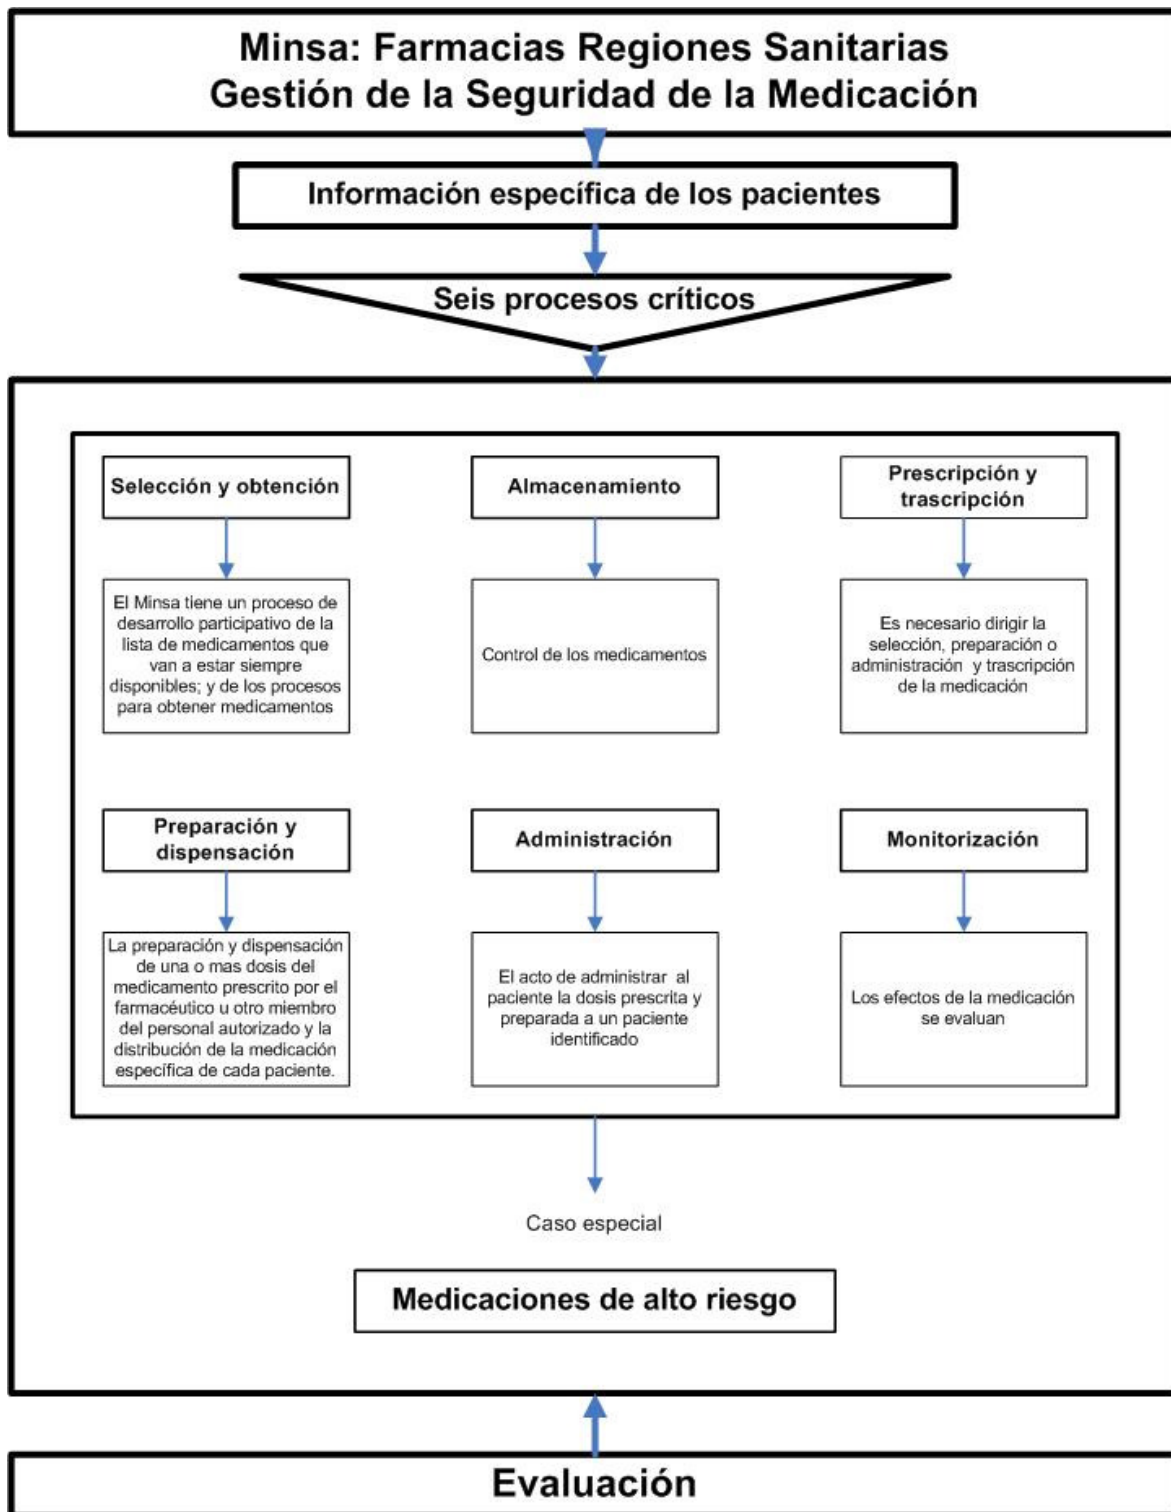 Minsa: Farmacias Regiones Sanitarias
Gestión de la Seguridad de la Medicación
Información específica de los pacientes
Seis procesos críticos
Selección y obtención
El Minsa tiene un proceso de
desarrollo participativo de la
lista de medicamentos que
van a estar siempre
disponibles; y de los procesos
para obtener medicamentos
Almacenamiento
Control de los medicamentos
Prescripción y
trascripción
Es necesario dirigir la
selección, preparación o
administración y trascripción
de la medicación
Preparación y
dispensación
La preparación y dispensación
de una o mas dosis del
medicamento prescrito por el
farmacéutico u otro miembro
del personal autorizado y la
distribución de la medicación
específica de cada paciente.
Administración
El acto de administrar al
paciente la dosis prescrita y
preparada a un paciente
identificado
Monitorización
Los efectos de la medicación
se evaluan
Caso especial
Medicaciones de alto riesgo
Evaluación